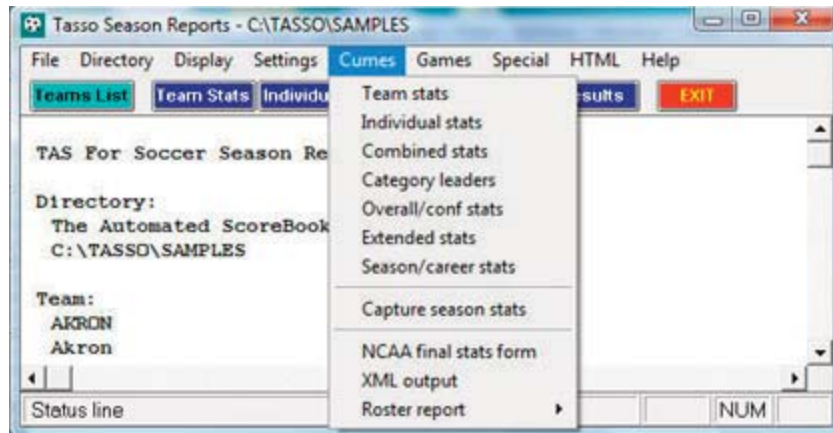 Tasso Season Reports - C:\TASSO\SAMPLES
File Directory Display Settings Cumes Games Special HTML Help
Teams List Team Stats Individu sults EXIT
Team stats
Individual stats
Combined stats
Category leaders
Overall/conf stats
Extended stats
Season/career stats
Capture season stats
NCAA final stats form
XML output
Roster report
TAS For Soccer Season Re
Directory:
The Automated ScoreBook
C:\TASSO\SAMPLES
Team:
AKRON
Akron
Status line NUM